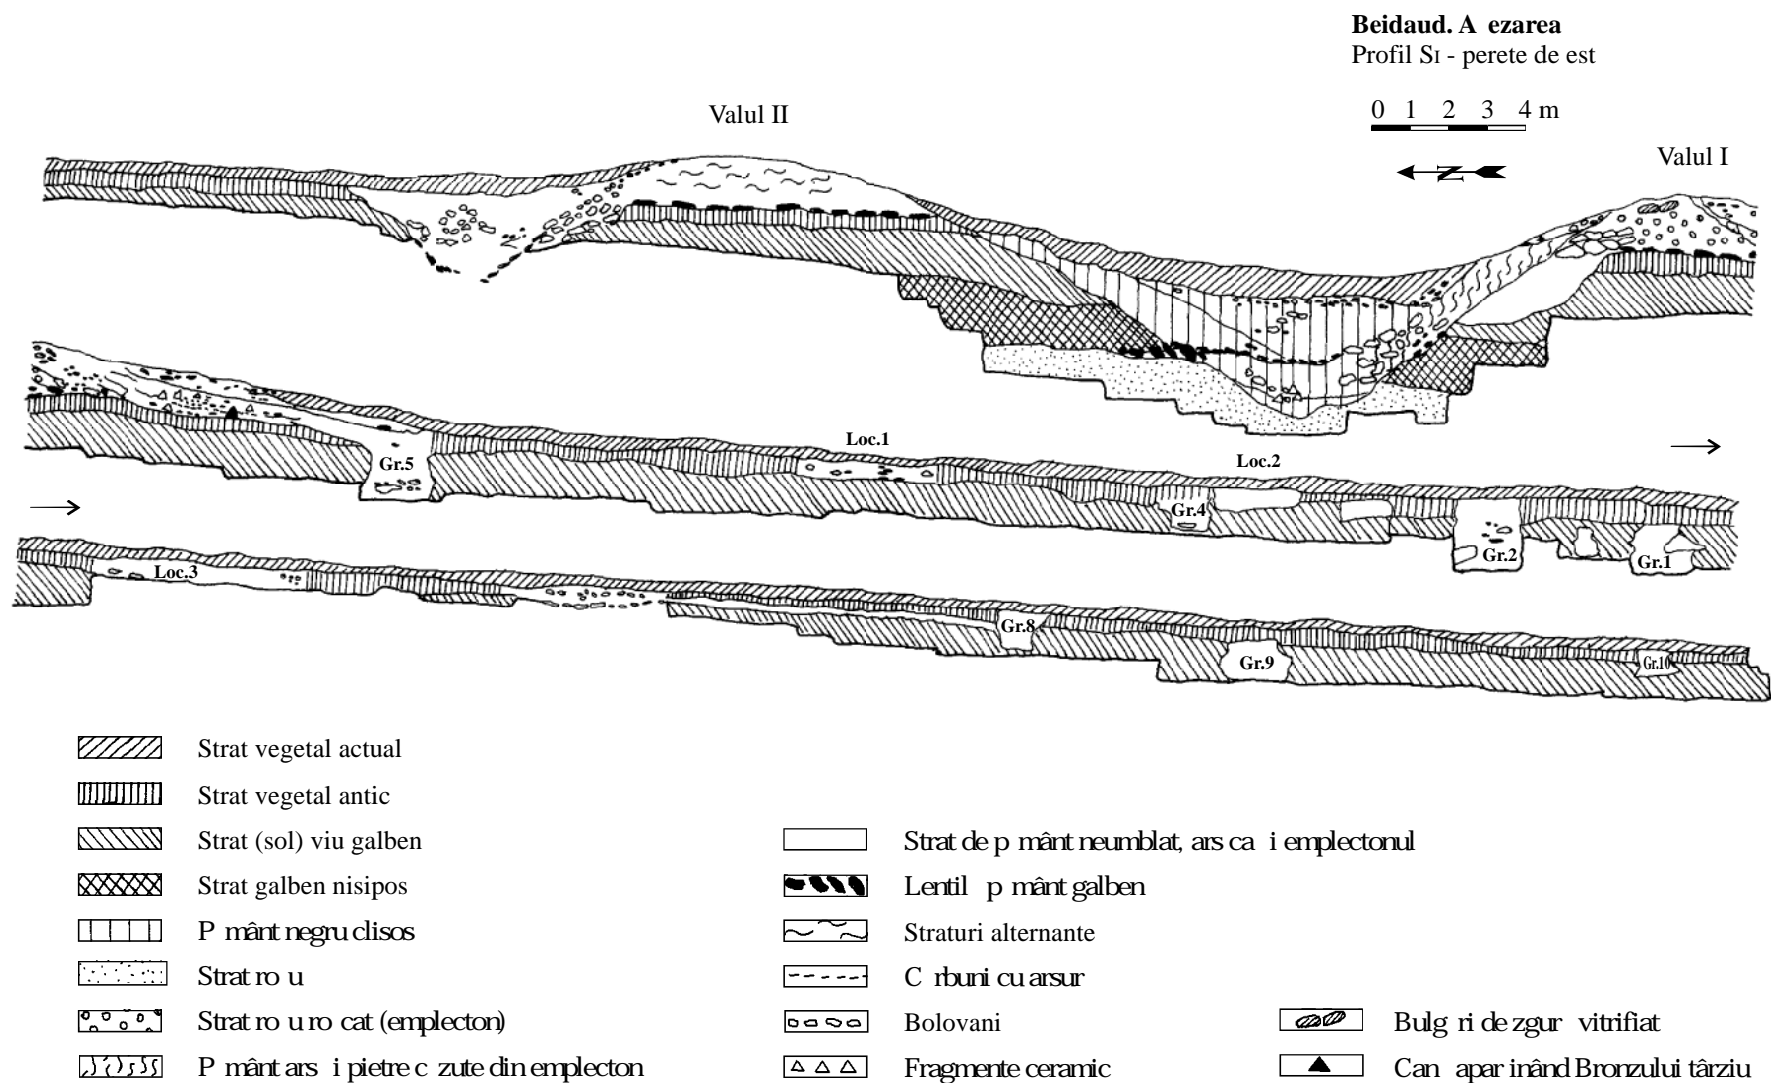 Beidaud. A ezarea
Profil SI - perete de est
0 1 2 3 4 m
N
Valul II
Valul I
Gr.5
Loc.1
Loc.2
Gr.4
Gr.2
Gr.1
Loc.3
Gr.8
Gr.9
Gr.10
Strat vegetal actual
Strat vegetal antic
Strat (sol) viu galben
Strat galben nisipos
P mânt negru clisos
Strat ro u
Strat ro u ro cat (emplecton)
P mânt ars i pietre c zute din emplecton
Strat de p mânt neumblat, ars ca i emplectonul
Lentil p mânt galben
Straturi alternante
C rbuni cu arsur
Bolovani
Fragmente ceramic
Bulg ri de zgur vitrifiat
Can apar inând Bronzului târziu